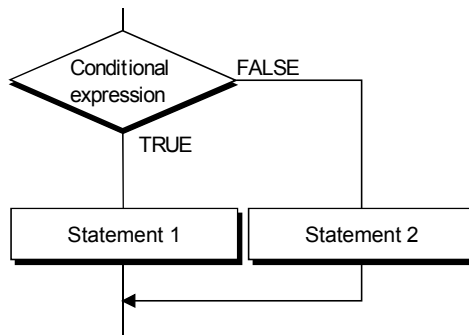 Conditional
expression
FALSE
TRUE
Statement 1
Statement 2